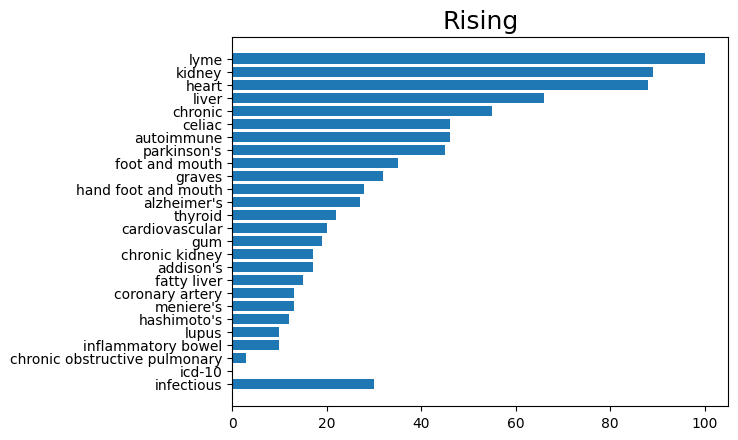 Rising
lyme
kidney
heart
liver
chronic
celiac
autoimmune
parkinson's
foot and mouth
graves
hand foot and mouth
alzheimer's
thyroid
cardiovascular
gum
chronic kidney
addison's
fatty liver
coronary artery
meniere's
hashimoto's
lupus
inflammatory bowel
chronic obstructive pulmonary
icd-10
infectious
0 20 40 60 80 100